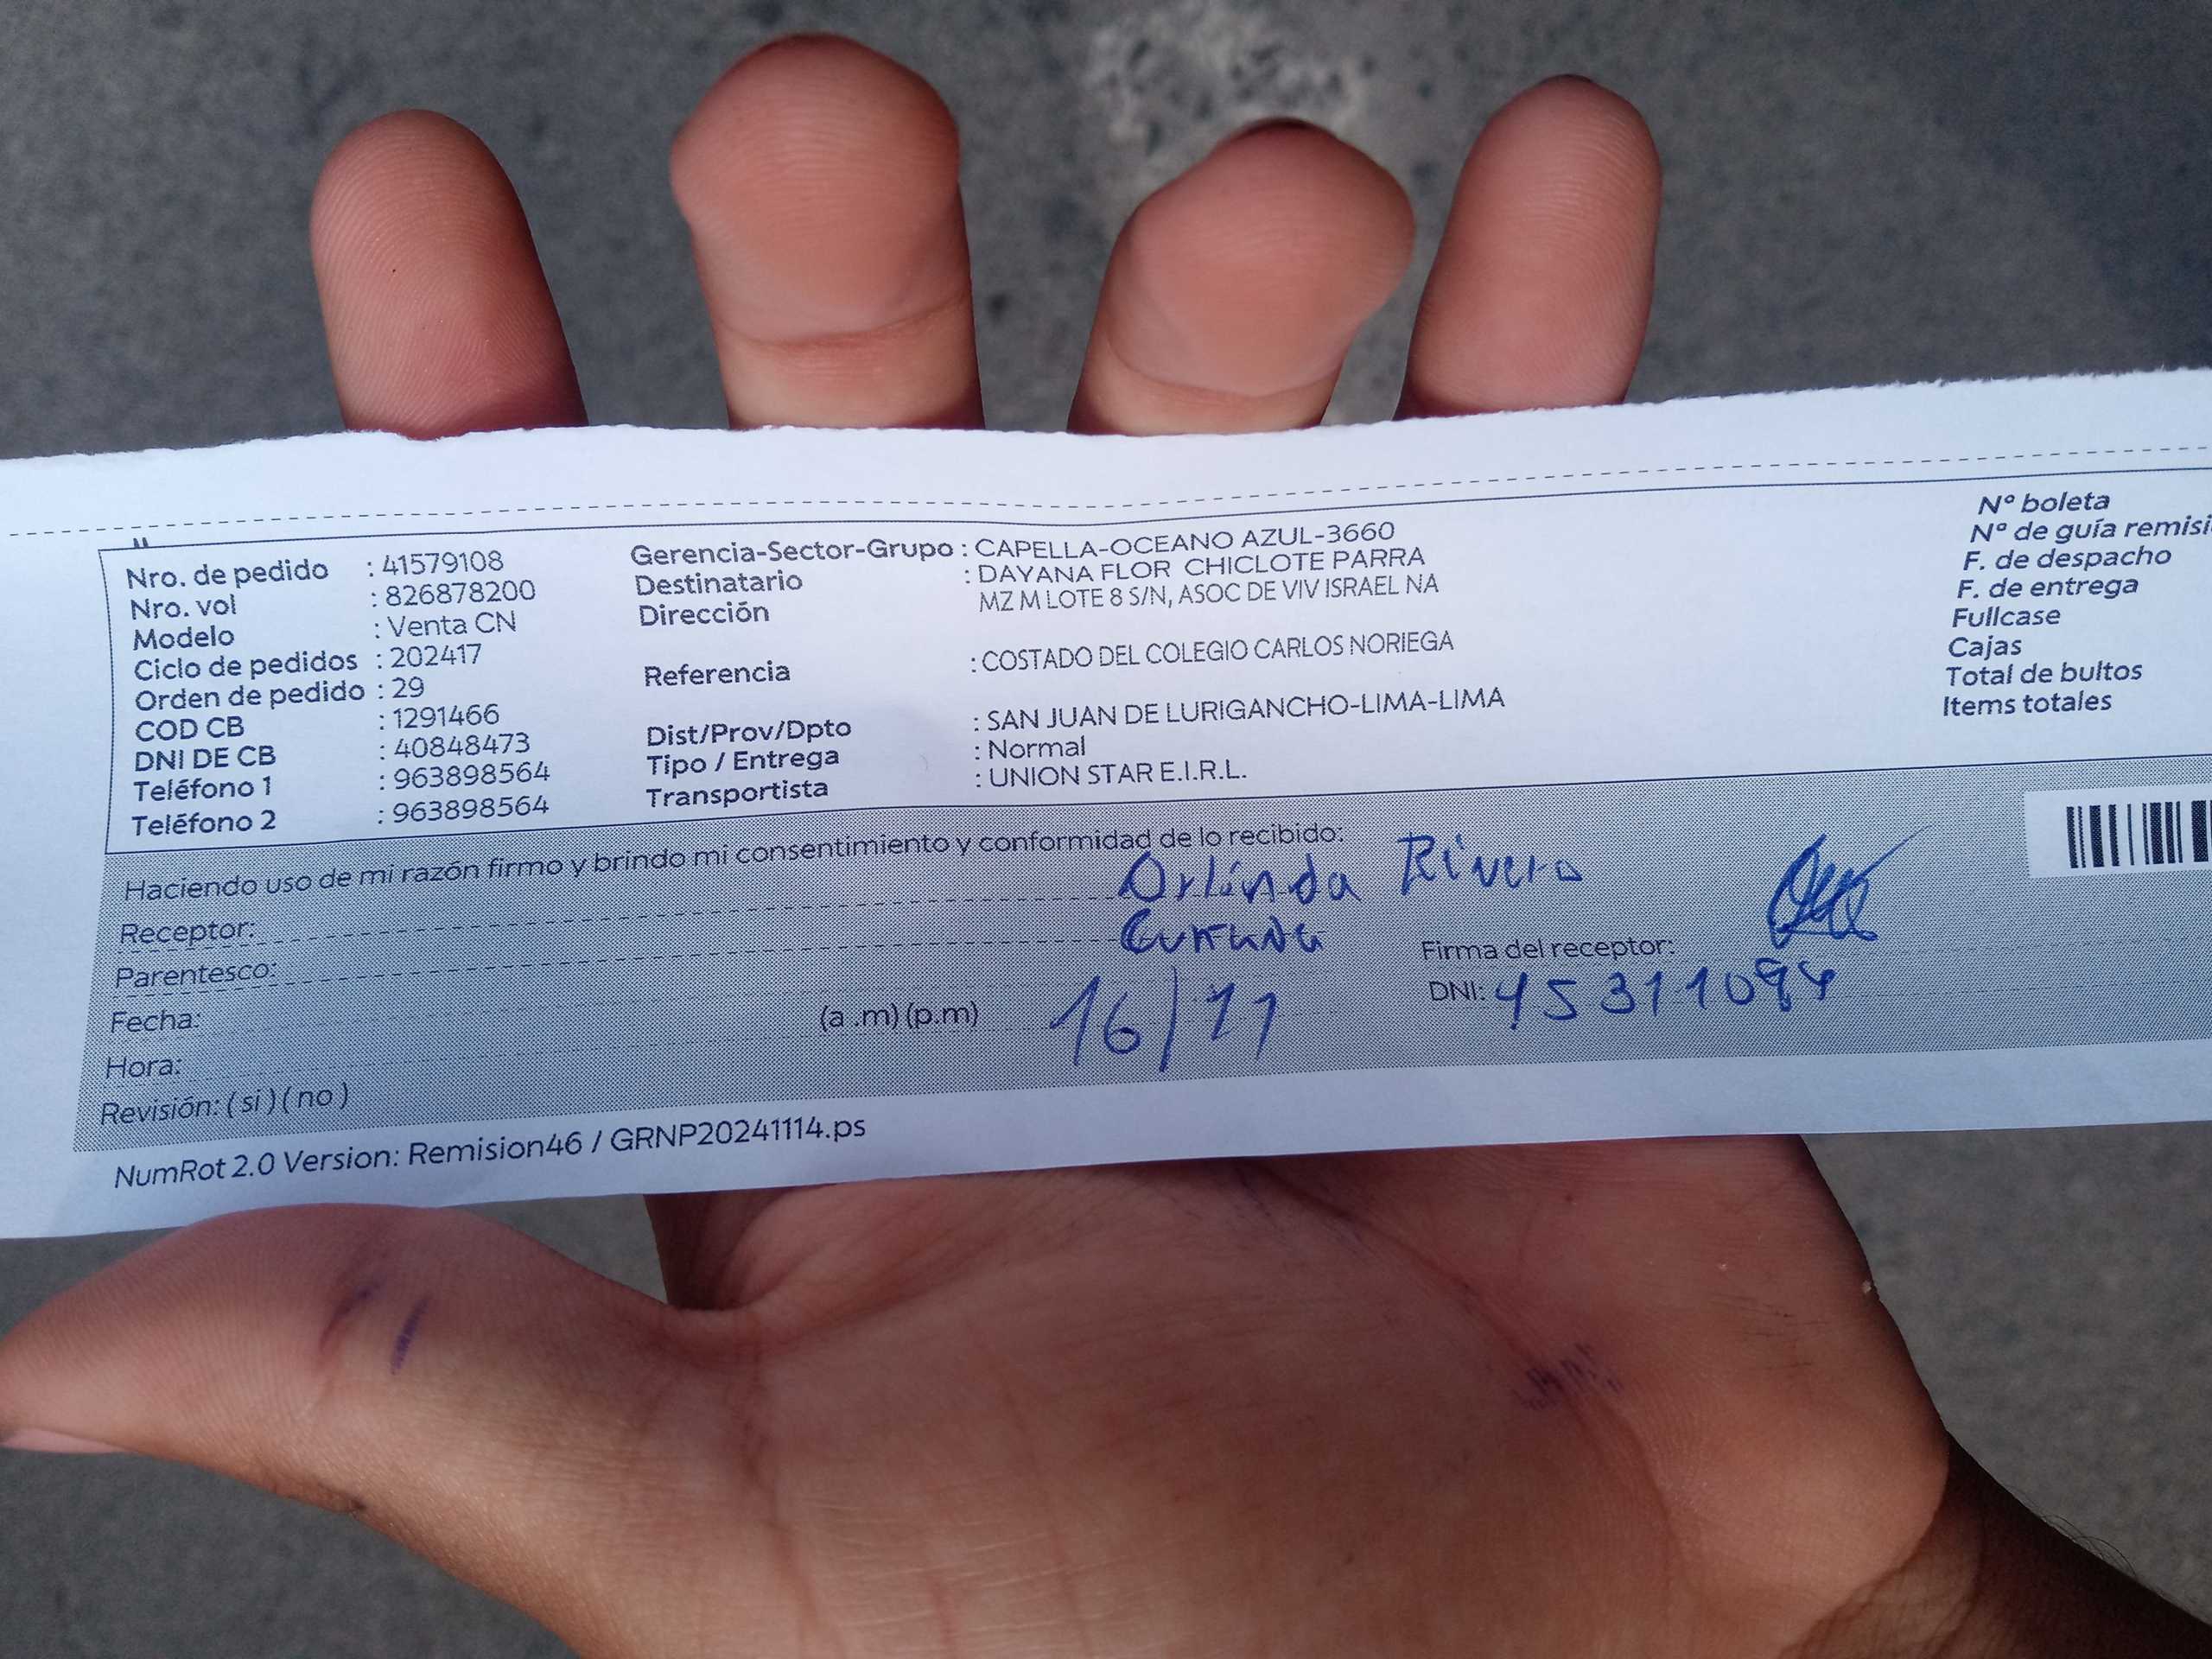 Nro. de pedido : 41579108
Nro. vol : 826878200
Modelo : Venta CN
Ciclo de pedidos : 202417
Orden de pedido : 29
COD CB : 1291466
DNI DE CB : 40848473
Teléfono 1 : 963898564
Teléfono 2 : 963898564
Gerencia-Sector-Grupo : CAPELLA-OCEANO AZUL-3660
Destinatario : DAYANA FLOR CHICLOTE PARRA
Dirección MZ M LOTE 8 S/N, ASOC DE VIV ISRAEL NA
Referencia : COSTADO DEL COLEGIO CARLOS NORIEGA
Dist/Prov/Dpto : SAN JUAN DE LURIGANCHO-LIMA-LIMA
Tipo / Entrega : Normal
Transportista : UNION STAR E.I.R.L.
Nº boleta
Nº de guía remisi
F. de despacho
F. de entrega
Fullcase
Cajas
Total de bultos
Items totales
Haciendo uso de mi razón firmo y brindo mi consentimiento y conformidad de lo recibido:
Receptor: Orlinda Rivera
Parentesco:
Firma del receptor:
Fecha: 16/11
DNI: 45311094
Hora: (a .m) (p.m)
Revisión: ( si ) ( no )
NumRot 2.0 Version: Remision46 / GRNP20241114.ps